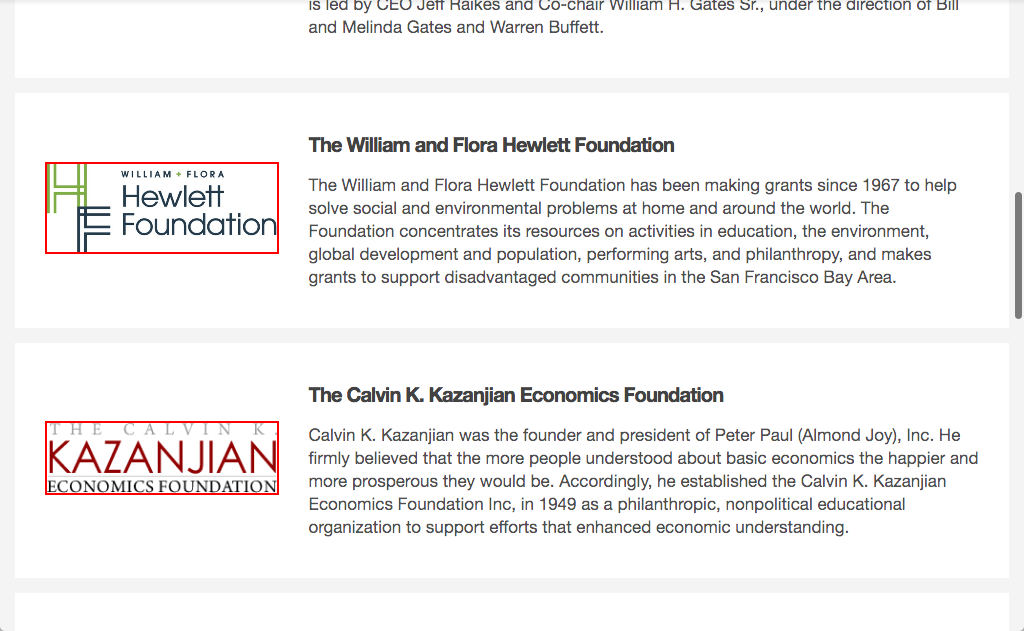 is led by CEO Jeff Raikes and Co-chair William H. Gates Sr., under the direction of Bill
and Melinda Gates and Warren Buffett.
WILLIAM + FLORA
Hewlett
Foundation
The William and Flora Hewlett Foundation
The William and Flora Hewlett Foundation has been making grants since 1967 to help
solve social and environmental problems at home and around the world. The
Foundation concentrates its resources on activities in education, the environment,
global development and population, performing arts, and philanthropy, and makes
grants to support disadvantaged communities in the San Francisco Bay Area.
THE CALVIN K.
KAZANJIAN
ECONOMICS FOUNDATION
The Calvin K. Kazanjian Economics Foundation
Calvin K. Kazanjian was the founder and president of Peter Paul (Almond Joy), Inc. He
firmly believed that the more people understood about basic economics the happier and
more prosperous they would be. Accordingly, he established the Calvin K. Kazanjian
Economics Foundation Inc, in 1949 as a philanthropic, nonpolitical educational
organization to support efforts that enhanced economic understanding.